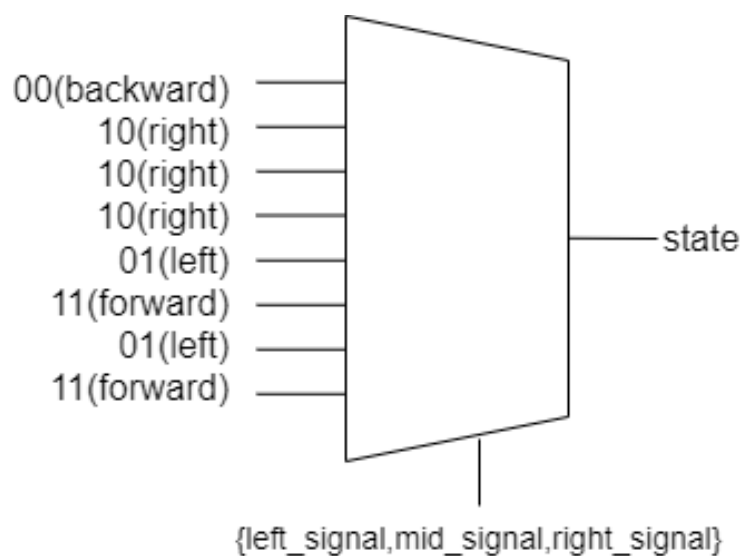 00(backward)
10(right)
10(right)
10(right)
01(left)
11(forward)
01(left)
11(forward)
state
{left_signal,mid_signal,right_signal}